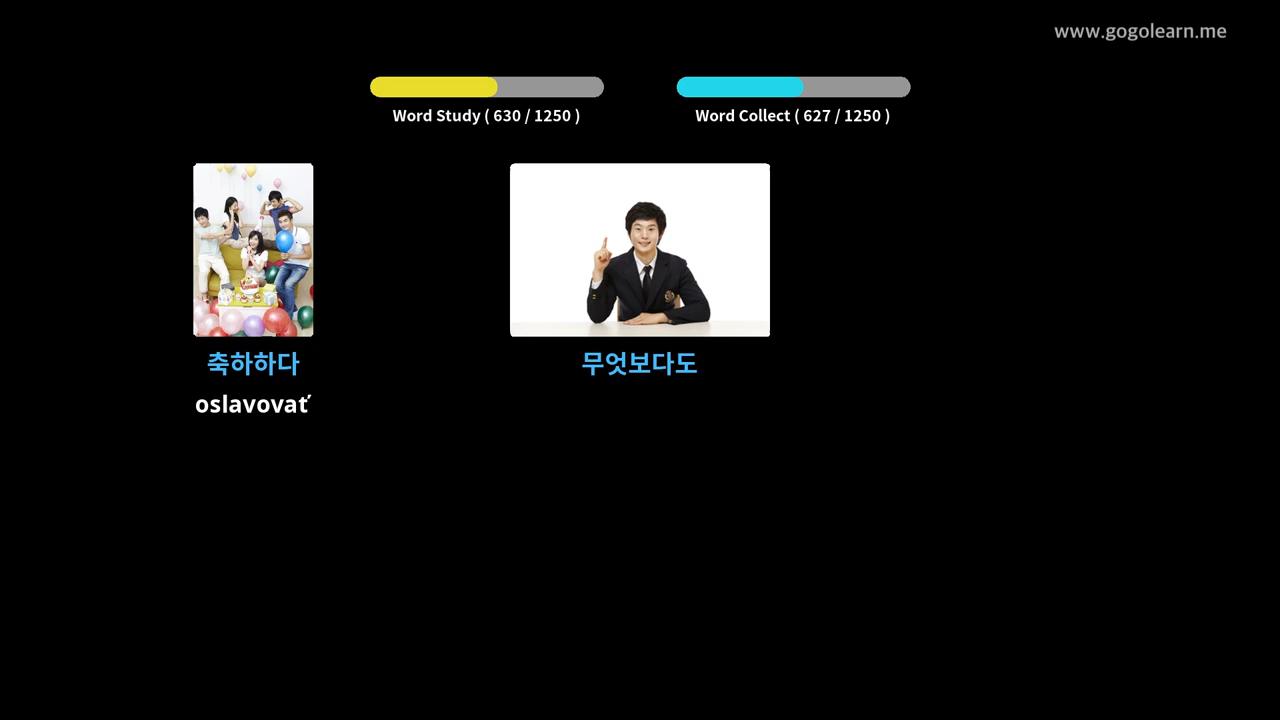 www.gogolearn.me
Word Study ( 630 / 1250 )
Word Collect ( 627 / 1250 )
축하하다
무엇보다도
oslavovať